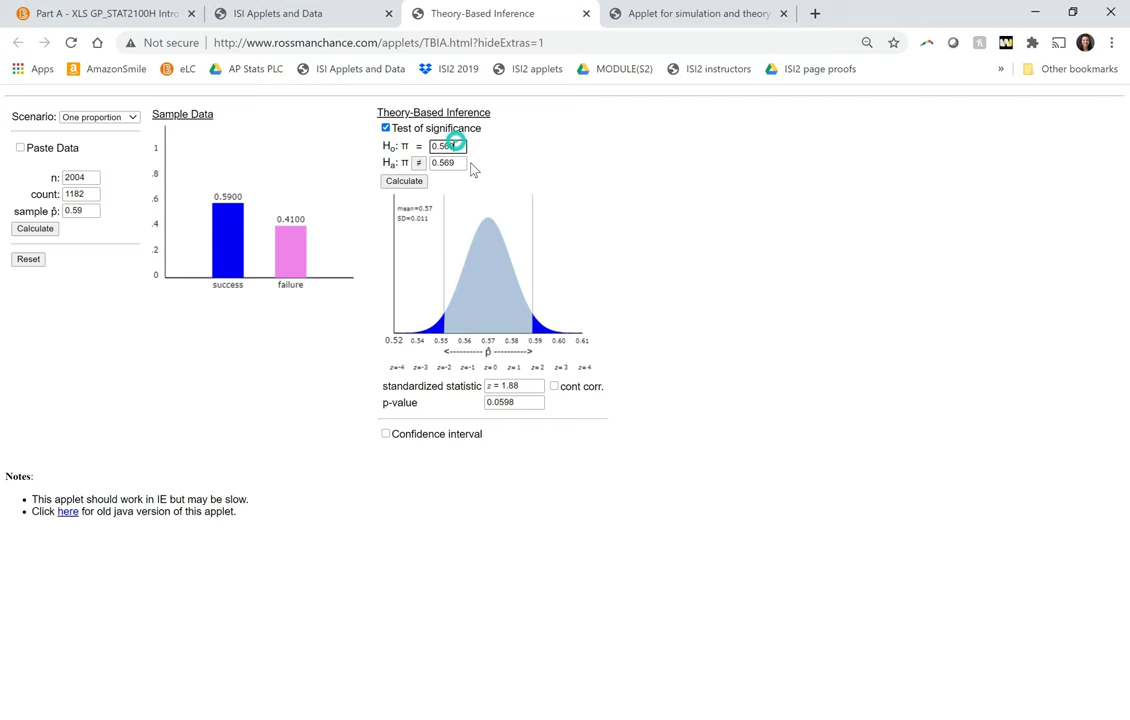 Part A - XLS GP_STAT2100H Intro
ISI Applets and Data
Theory-Based Inference
Applet for simulation and theory
Not secure
http://www.rossmanchance.com/applets/TBIA.html?hideExtras=1
Apps
AmazonSmile
eLC
AP Stats PLC
ISI Applets and Data
ISI2 2019
ISI2 applets
MODULE(S2)
ISI2 instructors
ISI2 page proofs
»
Other bookmarks
Scenario: One proportion
Paste Data
n: 2004
count: 1182
sample p̂: 0.59
Calculate
Reset
Sample Data
1
.8
.6
.4
.2
0
0.5900
0.4100
success
failure
Theory-Based Inference
Test of significance
Ho: π =
Ha: π ≠ 0.569
Calculate
mean=0.57
SD=0.011
0.52 0.54 0.55 0.56 0.57 0.58 0.59 0.60 0.61
<---------- p̂ ---------->
z=-4 z=-3 z=-2 z=-1 z=0 z=1 z=2 z=3 z=4
standardized statistic z = 1.88 cont corr.
p-value 0.0598
Confidence interval
Notes:
• This applet should work in IE but may be slow.
• Click here for old java version of this applet.